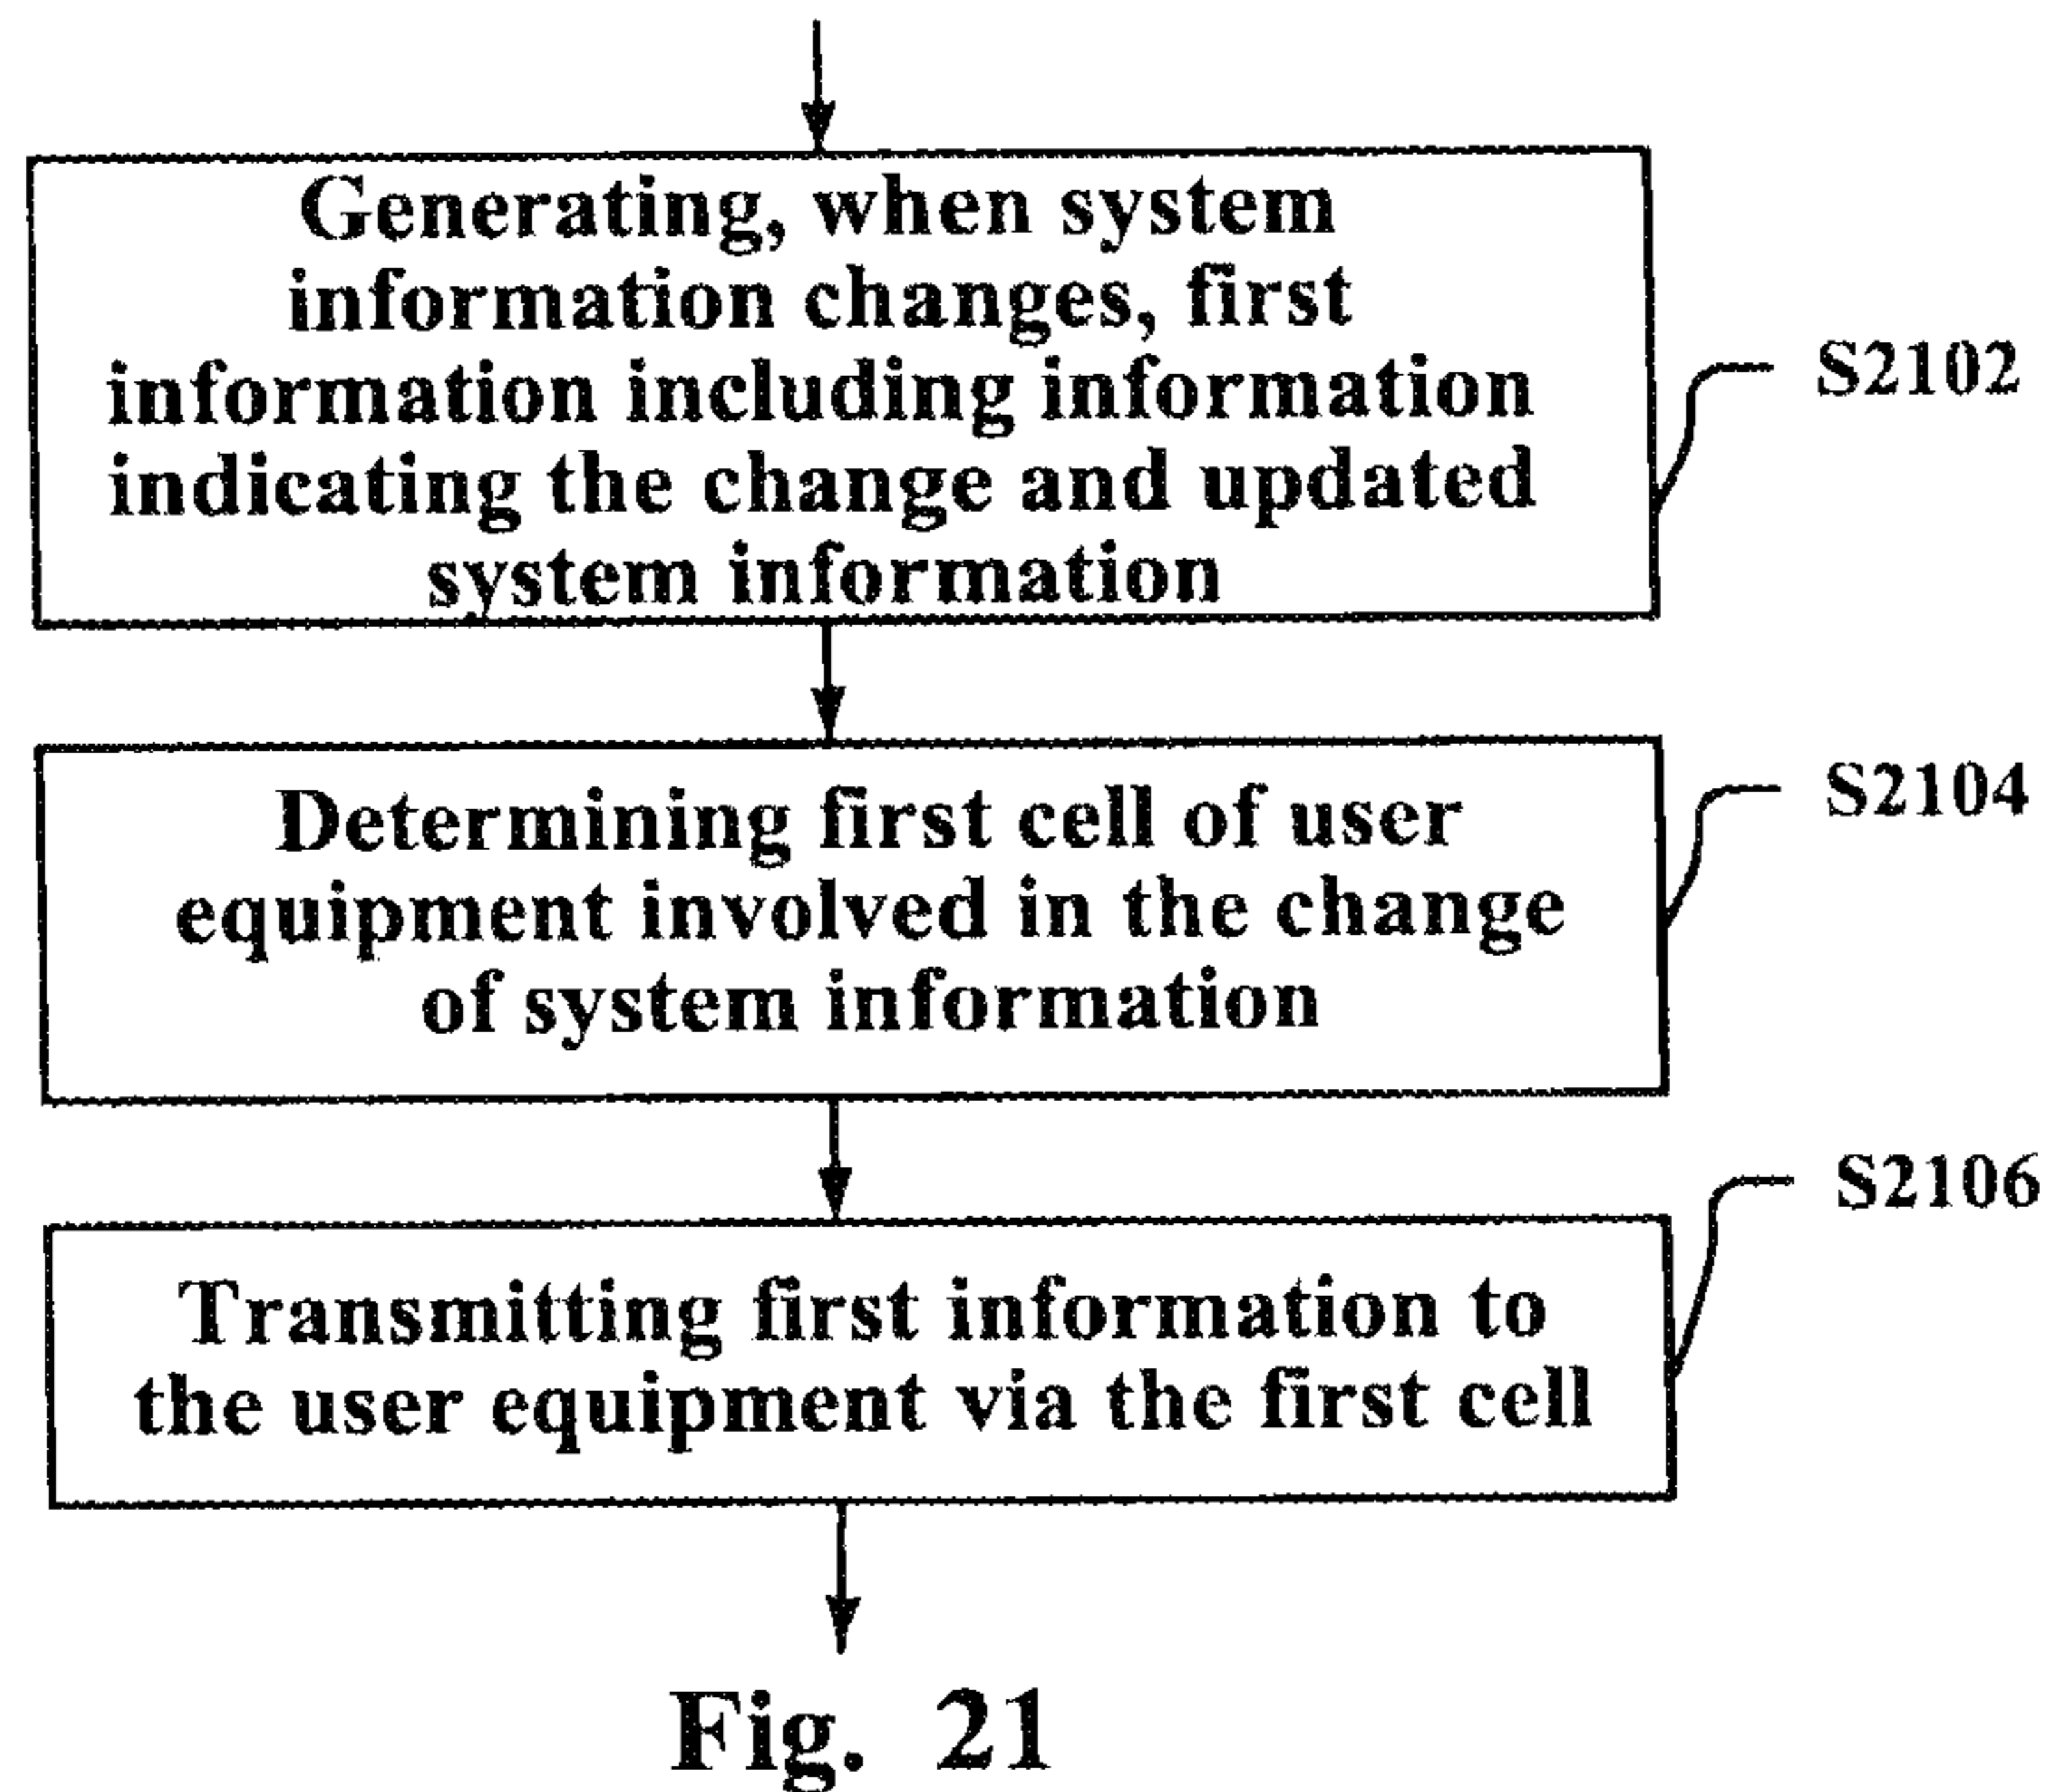 Generating, when system
information changes, first
information including information
indicating the change and updated
system information
S2102
Determining first cell of user
equipment involved in the change
of system information
S2104
Transmitting first information to
the user equipment via the first cell
S2106
Fig. 21